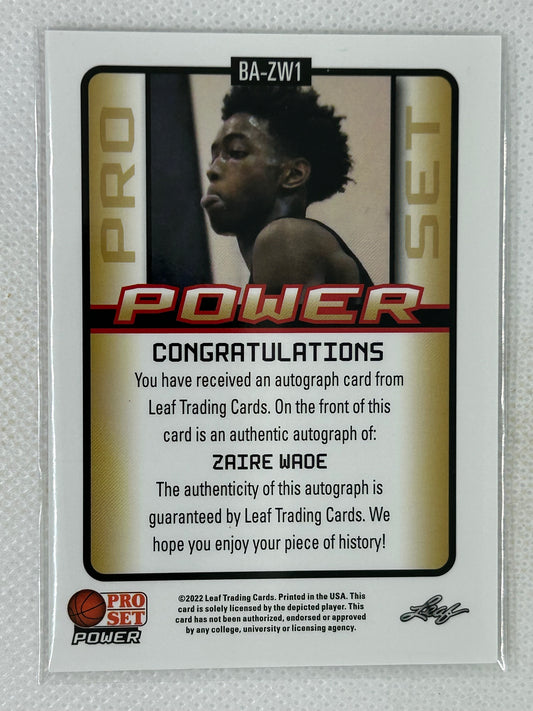 BA-ZW1
PRO
SET
POWER
CONGRATULATIONS
You have received an autograph card from
Leaf Trading Cards. On the front of this
card is an authentic autograph of:
ZAIRE WADE
The authenticity of this autograph is
guaranteed by Leaf Trading Cards. We
hope you enjoy your piece of history!
PRO
SET
POWER
©2022 Leaf Trading Cards. Printed in the USA. This
card is solely licensed by the depicted player. This
card has not been authorized, endorsed or approved
by any college, university or licensing agency.
Leaf